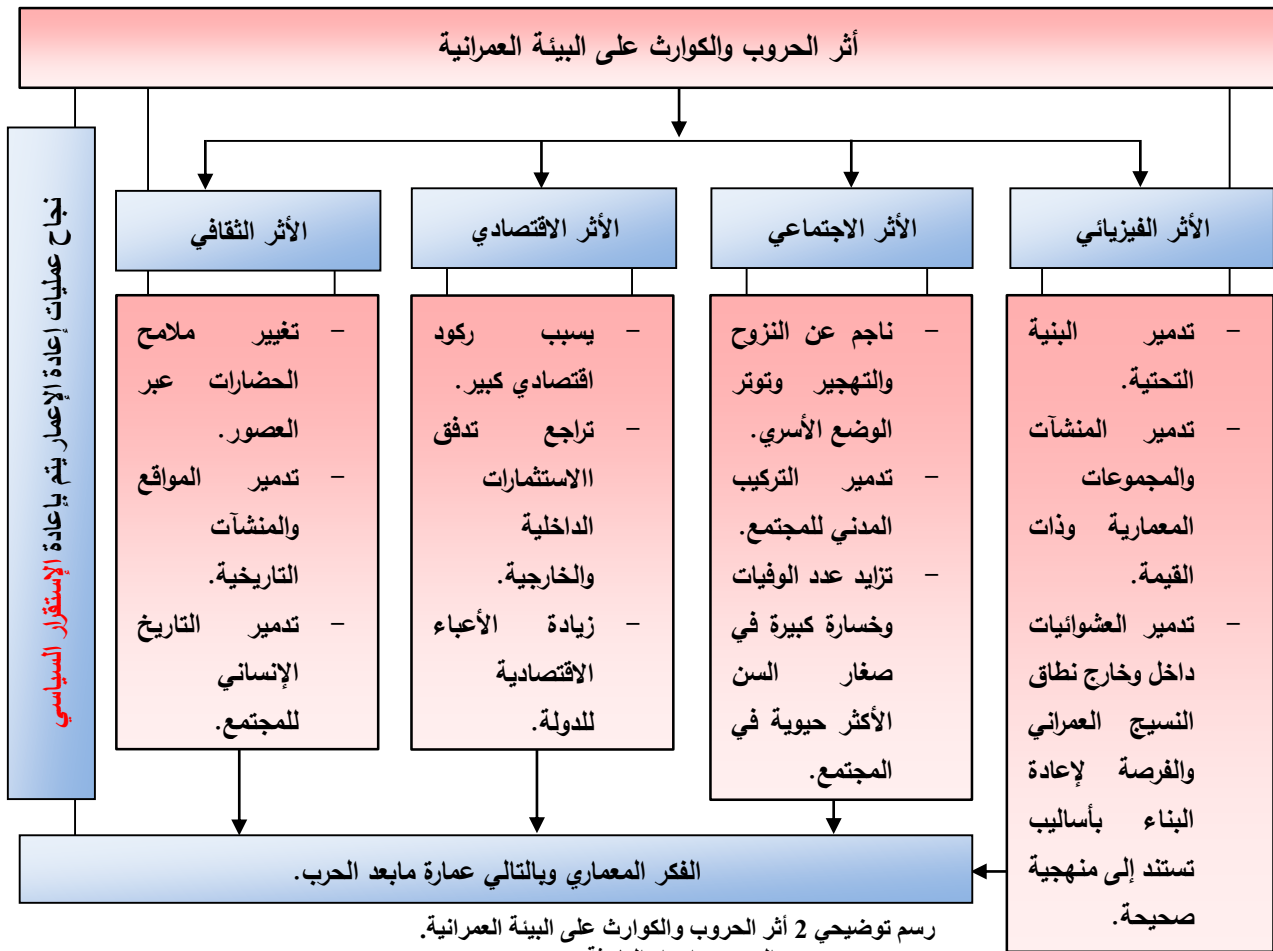 أثر الحروب والكوارث على البيئة العمرانية
الأثر الفيزيائي
– تدمير البنية
التحتية.
– تدمير المنشآت
والمجموعات
المعمارية وذات
القيمة.
– تدمير العشوائيات
داخل وخارج نطاق
النسيج العمراني
والفرصة لإعادة
البناء بأساليب
تستند إلى منهجية
صحيحة.
الأثر الاجتماعي
– ناجم عن النزوح
والتهجير وتوتر
الوضع الأسري.
– تدمير التركيب
المدني للمجتمع.
– تزايد عدد الوفيات
وخسارة كبيرة في
صغار السن
الأكثر حيوية في
المجتمع.
الأثر الاقتصادي
– يسبب ركود
اقتصادي كبير.
– تراجع تدفق
االاستثمارات
الداخلية
والخارجية.
– زيادة الأعباء
الاقتصادية
للدولة.
الأثر الثقافي
– تغيير ملامح
الحضارات عبر
العصور.
– تدمير المواقع
والمنشآت
التاريخية.
– تدمير التاريخ
الإنساني
للمجتمع.
نجاح عمليات إعادة الإعمار يتم بإعادة الإستقرار السياسي
الفكر المعماري وبالتالي عمارة مابعد الحرب.
رسم توضيحي 2 أثر الحروب والكوارث على البيئة العمرانية.